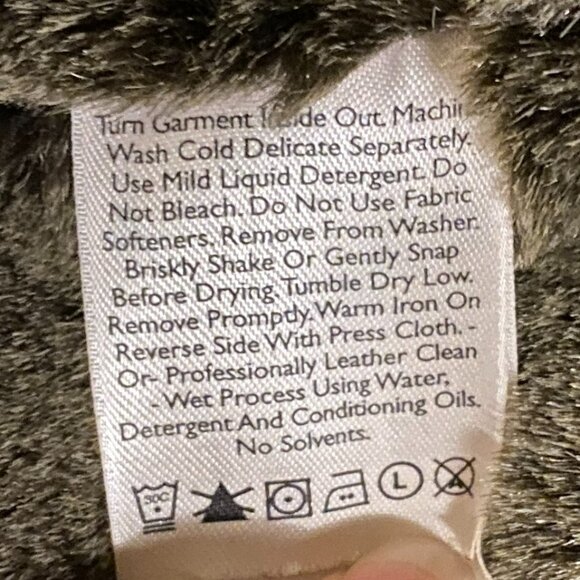 Turn Garment Out. Machi
Wash Cold Delicate Separately.
Use Mild Liquid Detergent. Do
Not Bleach. Do Not Use Fabric
Softeners. Remove From Washer.
Briskly Shake Or Gently Snap
Before Drying. Tumble Dry Low.
Remove Promptly. Warm Iron On
Reverse Side With Press Cloth. -
Or- Professionally Leather Clean
- Wet Process Using Water,
Detergent And Conditioning Oils.
No Solvents.
30C L A